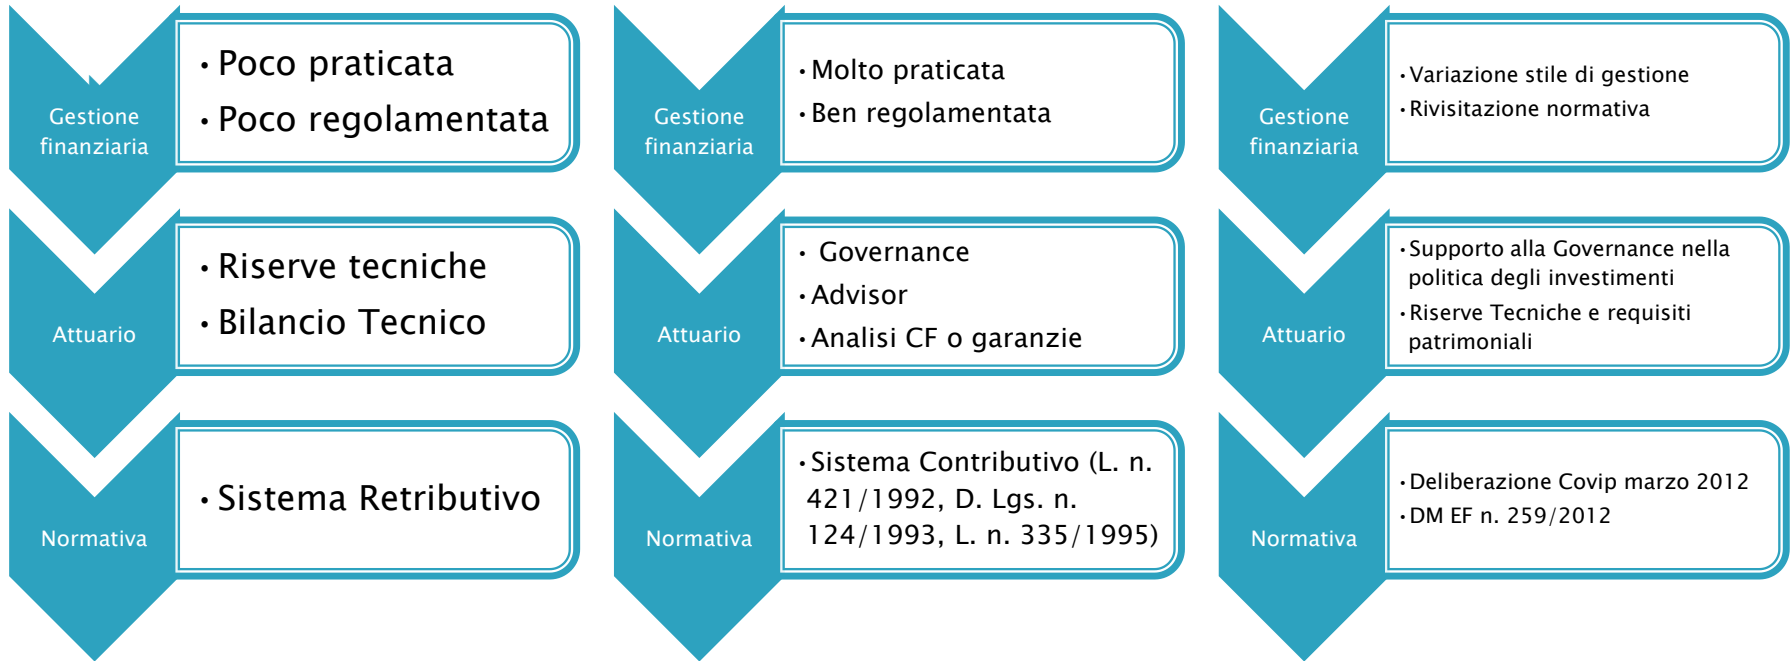 Gestione
finanziaria
• Poco praticata
• Poco regolamentata
Attuario
• Riserve tecniche
• Bilancio Tecnico
Normativa
• Sistema Retributivo
Gestione
finanziaria
• Molto praticata
• Ben regolamentata
Attuario
• Governance
• Advisor
• Analisi CF o garanzie
Normativa
• Sistema Contributivo (L. n.
421/1992, D. Lgs. n.
124/1993, L. n. 335/1995)
Gestione
finanziaria
• Variazione stile di gestione
• Rivisitazione normativa
Attuario
• Supporto alla Governance nella
politica degli investimenti
• Riserve Tecniche e requisiti
patrimoniali
Normativa
• Deliberazione Covip marzo 2012
• DM EF n. 259/2012